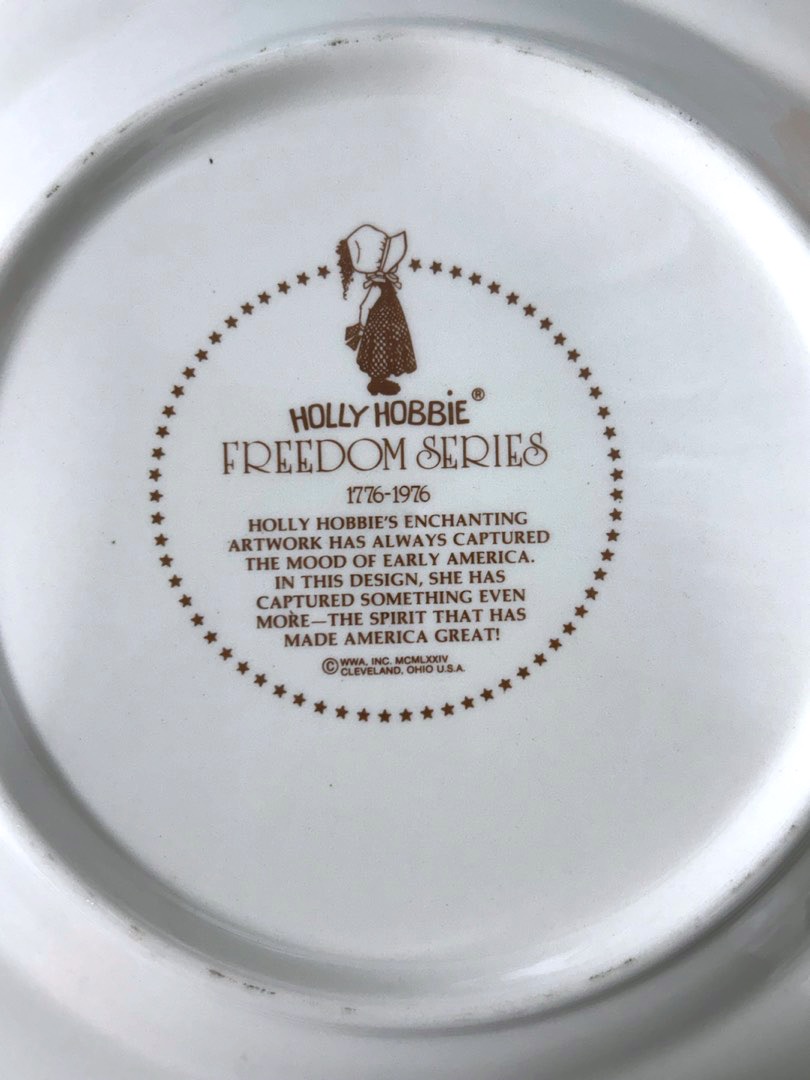 HOLLY HOBBiE®
FREEDOM SERIES
1776-1976
HOLLY HOBBIE'S ENCHANTING
ARTWORK HAS ALWAYS CAPTURED
THE MOOD OF EARLY AMERICA.
IN THIS DESIGN, SHE HAS
CAPTURED SOMETHING EVEN
MORE—THE SPIRIT THAT HAS
MADE AMERICA GREAT!
© WWA, INC. MCMLXXIV
CLEVELAND, OHIO U.S.A.